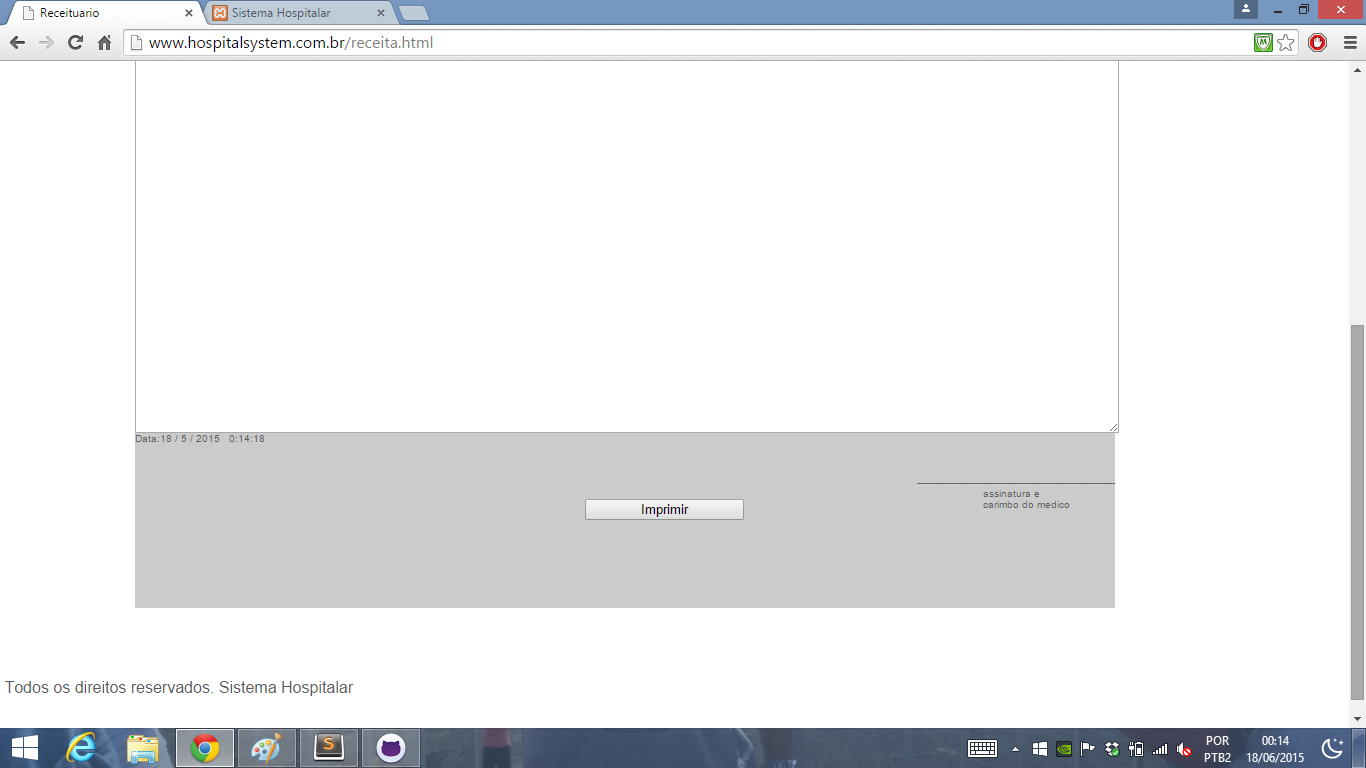 Receituario
Sistema Hospitalar
www.hospitalsystem.com.br/receita.html
Data:18 / 5 / 2015 0:14:18
assinatura e
carimbo do medico
Imprimir
Todos os direitos reservados. Sistema Hospitalar
POR 00:14
PTB2 18/06/2015